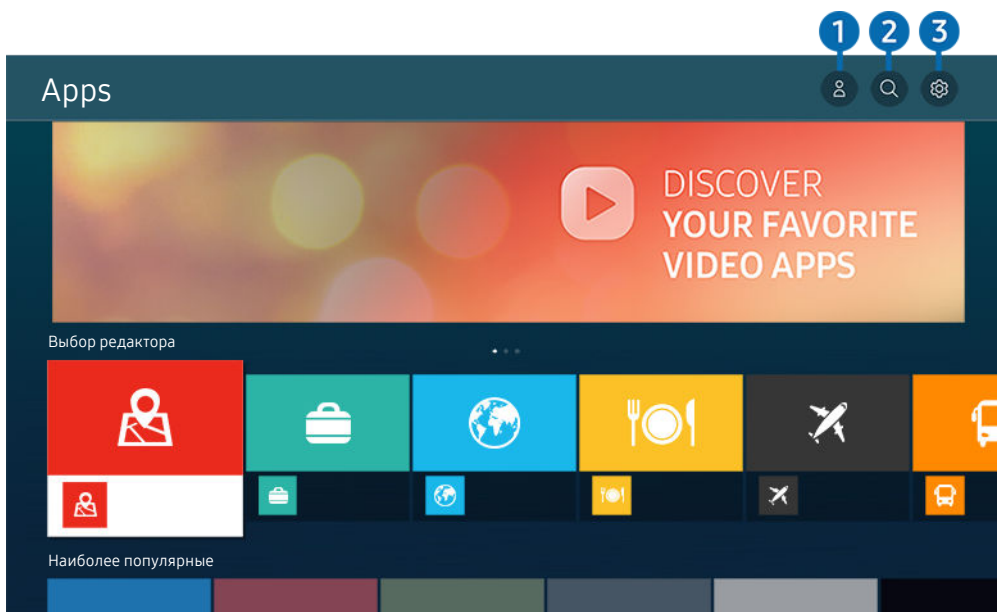 1 2 3
Apps
DISCOVER
YOUR FAVORITE
VIDEO APPS
Выбор редактора
Наиболее популярные